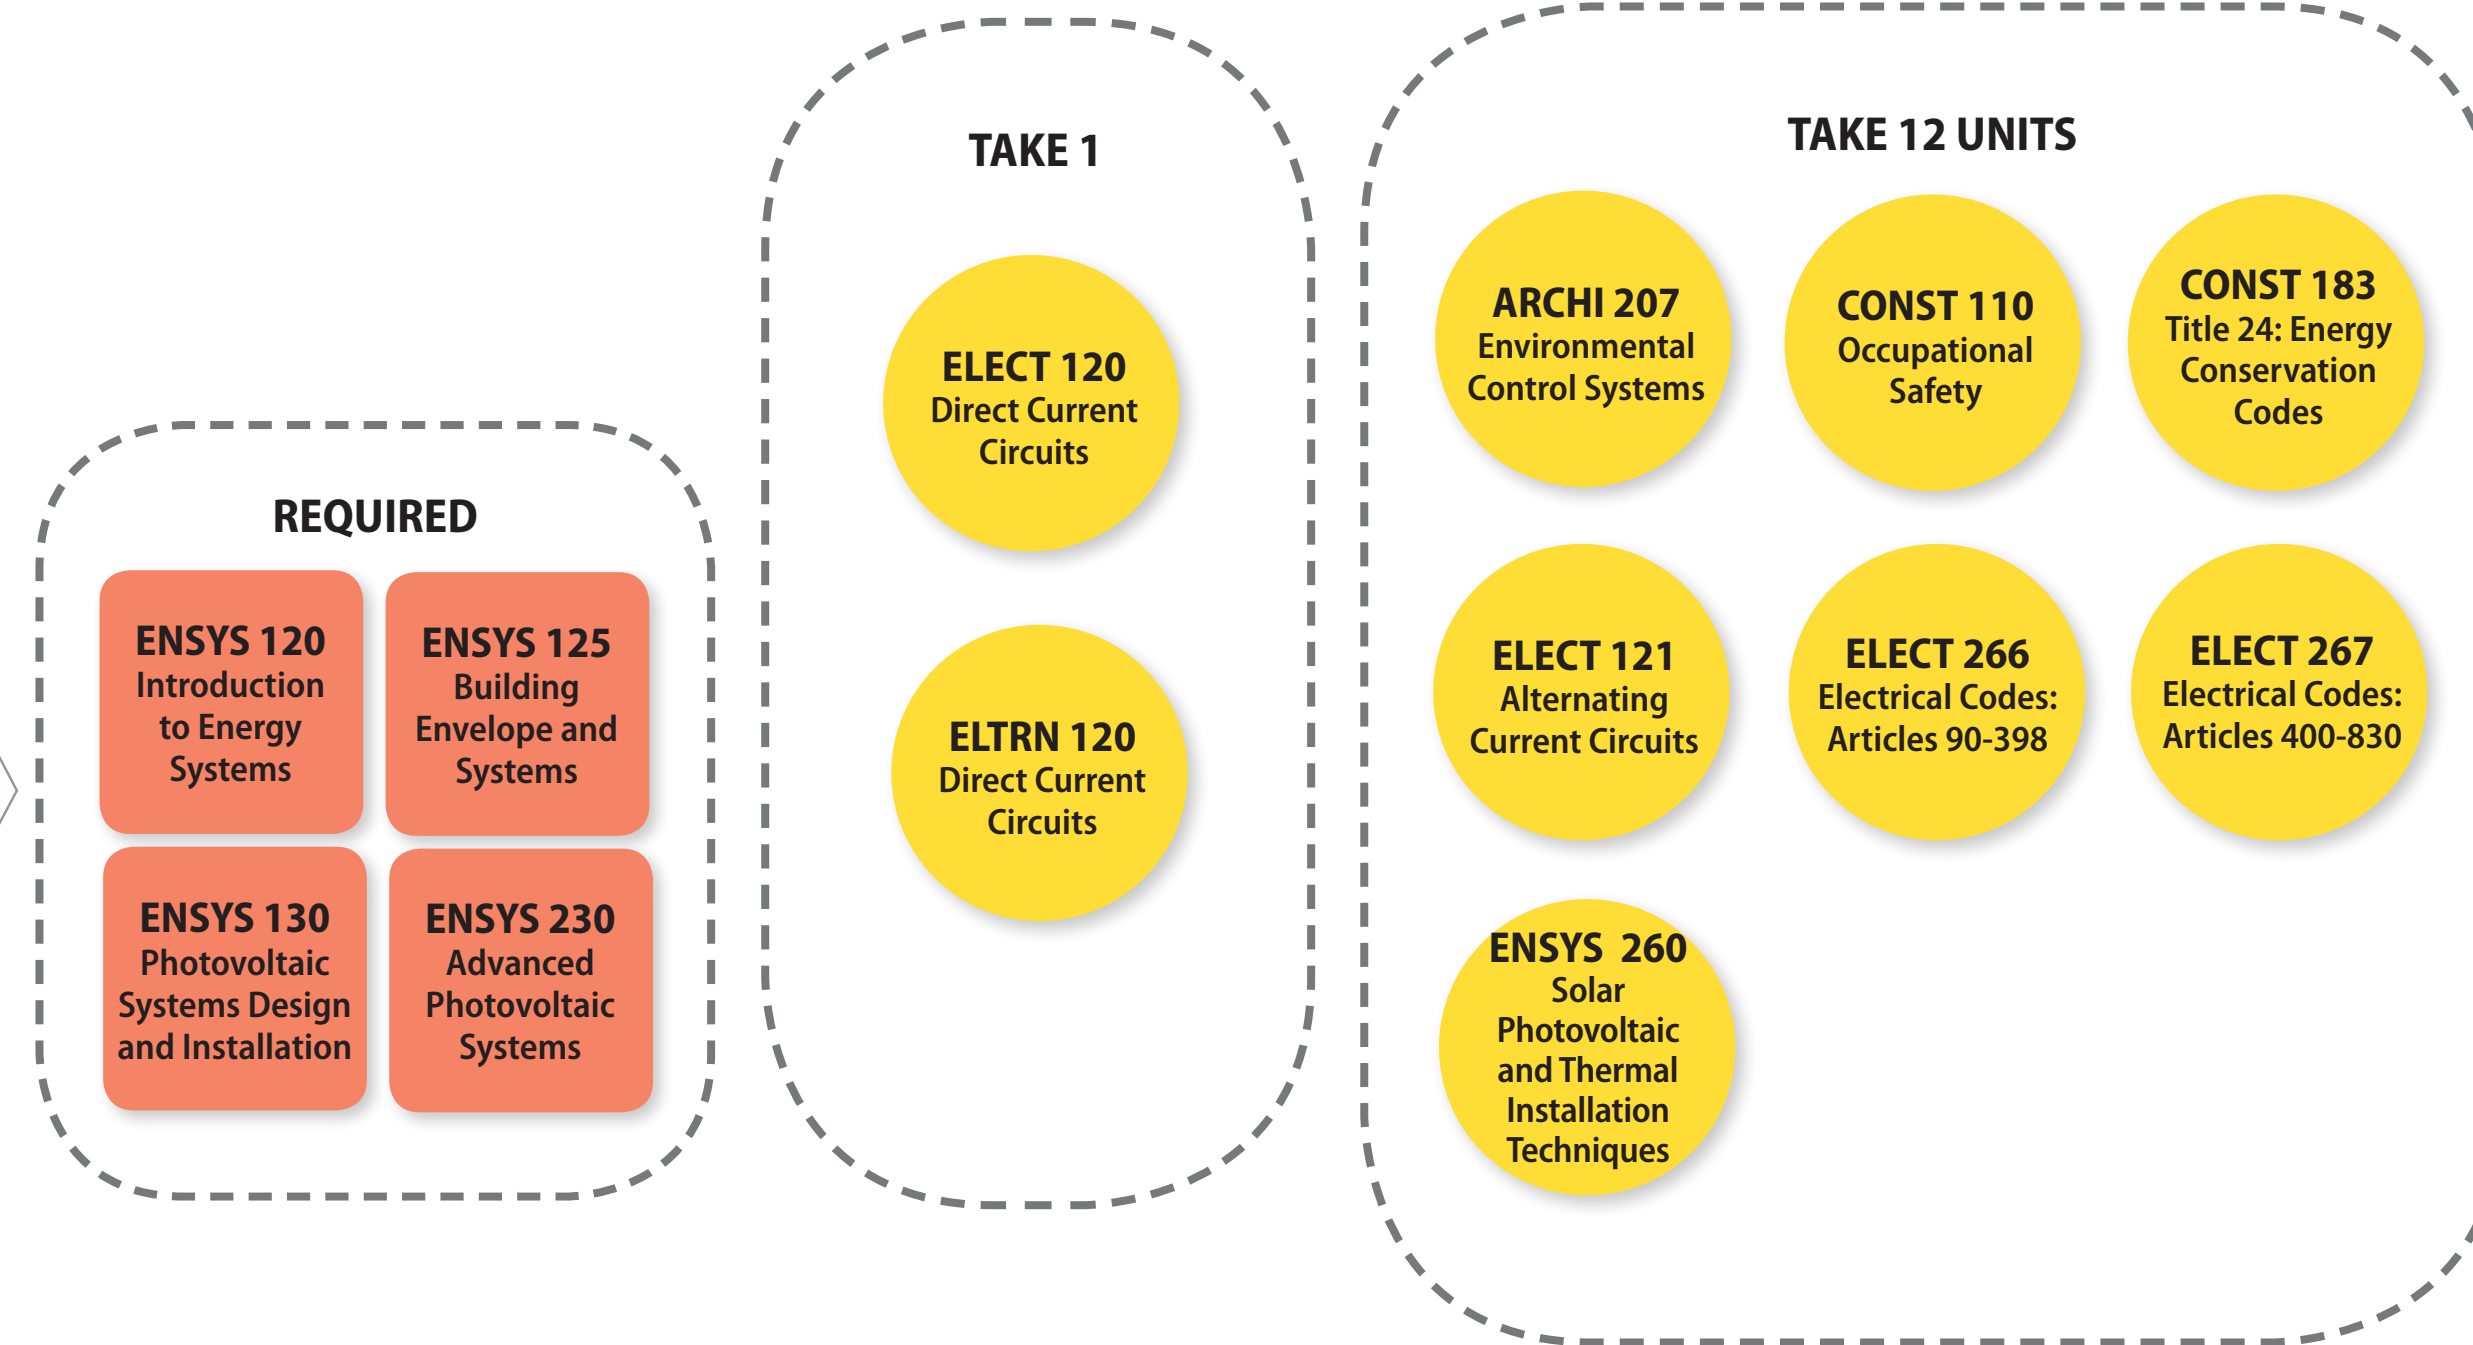 REQUIRED
ENSYS 120
Introduction
to Energy
Systems
ENSYS 125
Building
Envelope and
Systems
ENSYS 130
Photovoltaic
Systems Design
and Installation
ENSYS 230
Advanced
Photovoltaic
Systems
TAKE 1
ELECT 120
Direct Current
Circuits
ELTRN 120
Direct Current
Circuits
TAKE 12 UNITS
ARCHI 207
Environmental
Control Systems
CONST 110
Occupational
Safety
CONST 183
Title 24: Energy
Conservation
Codes
ELECT 121
Alternating
Current Circuits
ELECT 266
Electrical Codes:
Articles 90-398
ELECT 267
Electrical Codes:
Articles 400-830
ENSYS 260
Solar
Photovoltaic
and Thermal
Installation
Techniques